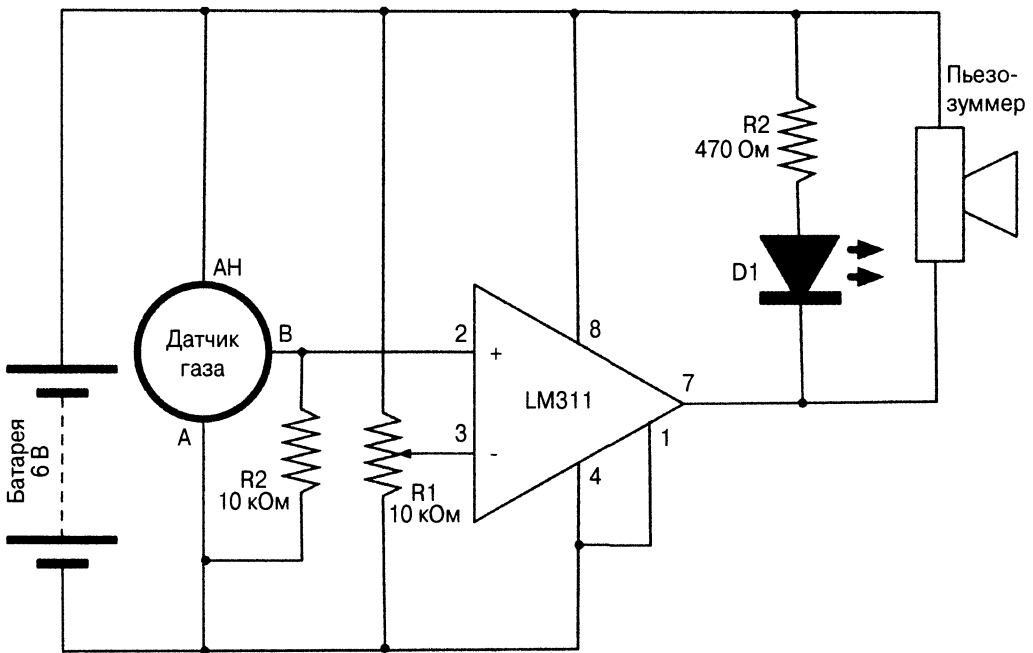 Пьезо-
зуммер
R2
470 Ом
D1
AH
Датчик
газа
B
A
2
+
8
LM311
7
3
-
1
4
R2
10 кОм
R1
10 кОм
Батарея
6 В